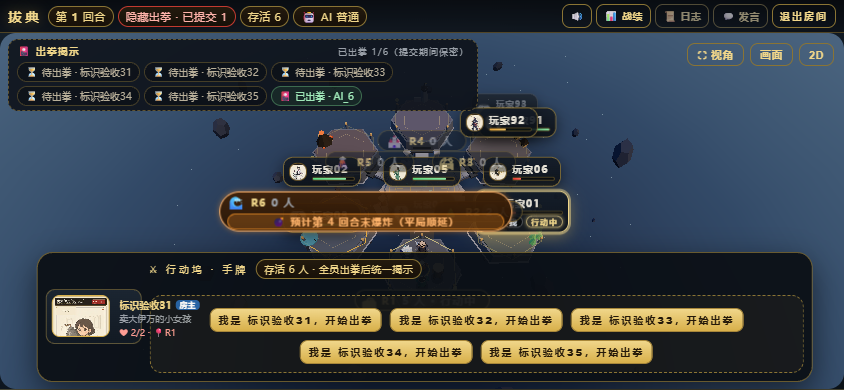 拔典
第 1 回合
隐藏出拳 · 已提交 1
存活 6
AI 普通
战绩
日志
发言
退出房间
出拳揭示
已出拳 1/6（提交期间保密）
待出拳 · 标识验收31
待出拳 · 标识验收32
待出拳 · 标识验收33
待出拳 · 标识验收34
待出拳 · 标识验收35
已出拳 · AI_6
视角
画面
2D
玩家93
玩家92
R4 0 人
R5 0
R3 0 人
玩家02
玩家05
玩家06
R6 0 人
预计第 4 回合末爆炸（平局顺延）
行动中
行动坞 · 手牌
存活 6 人 · 全员出拳后统一揭示
标识验收31 房主
卖大伊万的小女孩
2/2 · R1
我是 标识验收31，开始出拳
我是 标识验收32，开始出拳
我是 标识验收33，开始出拳
我是 标识验收34，开始出拳
我是 标识验收35，开始出拳